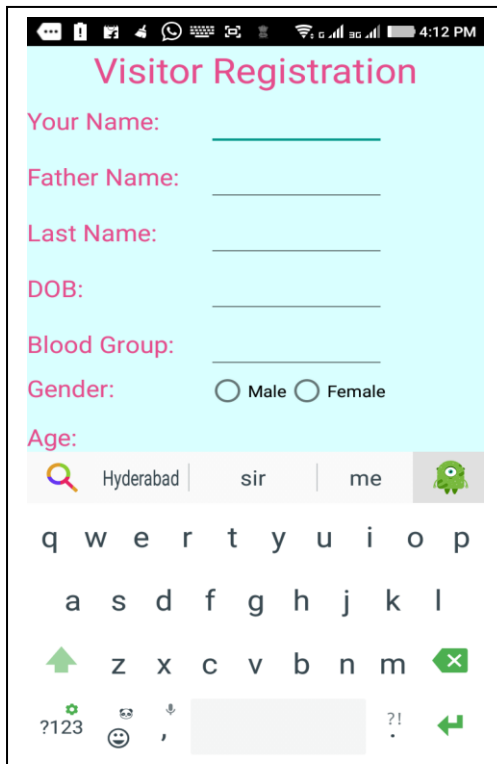 G 3G 4:12 PM
Visitor Registration
Your Name:
Father Name:
Last Name:
DOB:
Blood Group:
Gender: Male Female
Age:
Hyderabad sir me
q w e r t y u i o p
a s d f g h j k l
z x c v b n m
?123 , ?! .